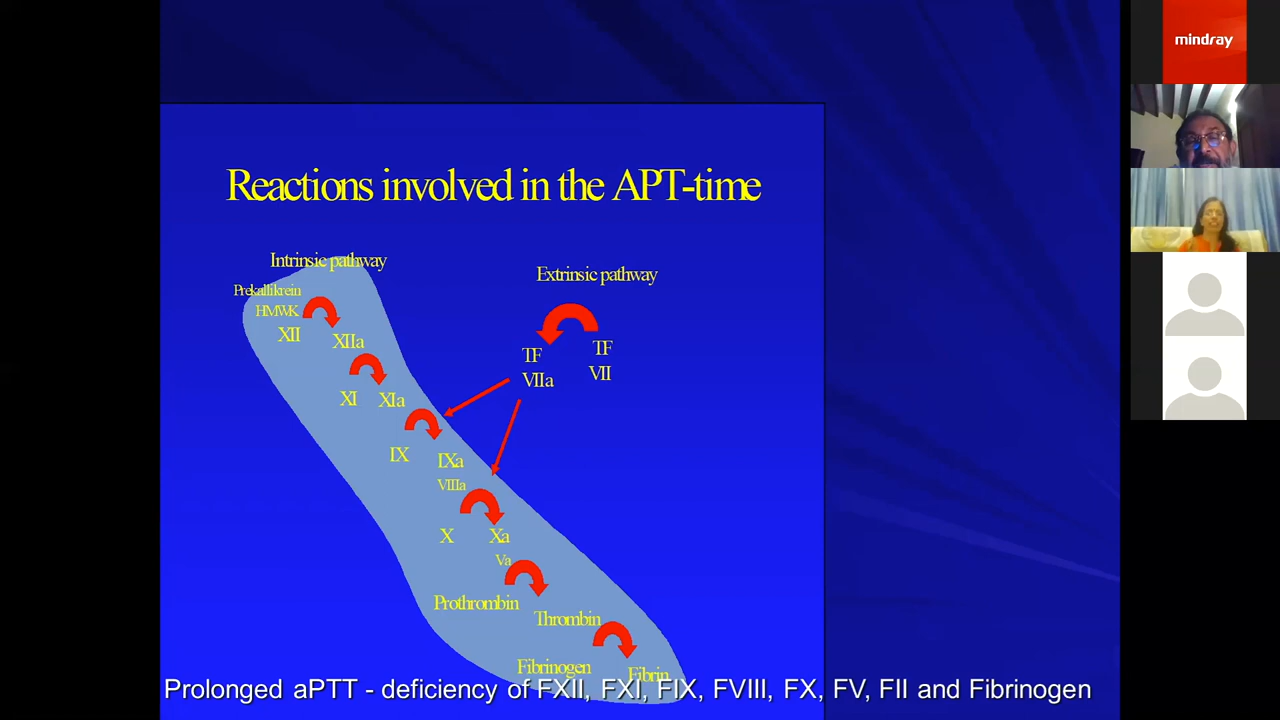 mindray
Reactions involved in the APT-time
Intrinsic pathway
Extrinsic pathway
Prekallikrein
HMWK
XII
XIIa
TF
VIIa
TF
VII
XI
XIa
IX
IXa
VIIIa
X
Xa
Va
Prothrombin
Thrombin
Fibrinogen
Fibrin
Prolonged aPTT - deficiency of FXII, FXI, FIX, FVIII, FX, FV, FII and Fibrinogen